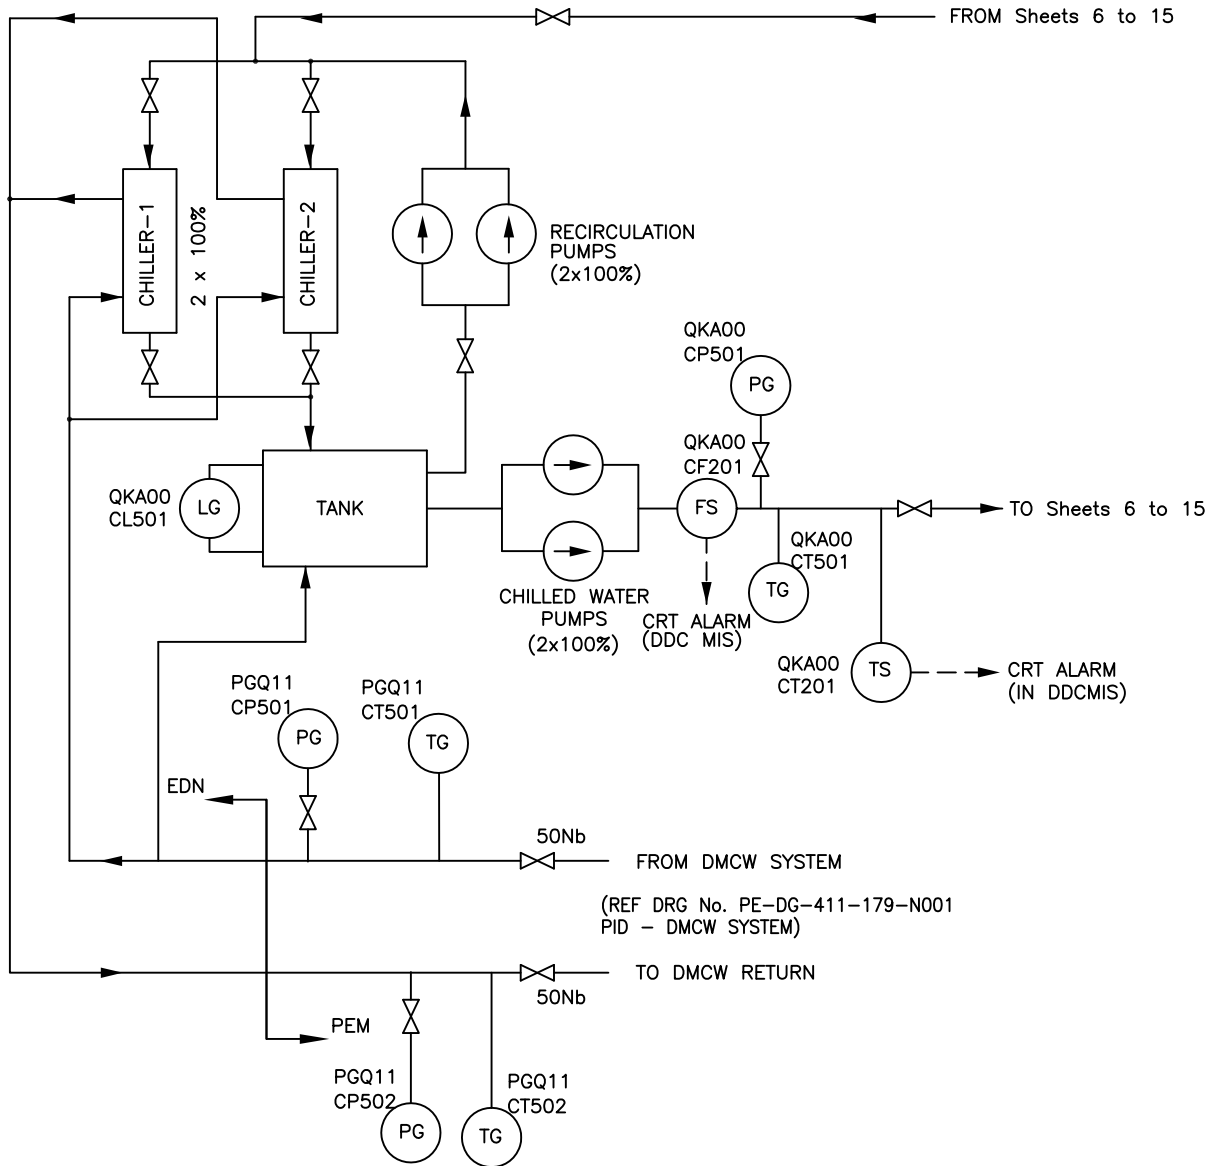 FROM Sheets 6 to 15
CHILLER-1
2 x 100%
CHILLER-2
RECIRCULATION
PUMPS
(2x100%)
QKA00
CP501
PG
QKA00
CF201
FS
QKA00
CL501
LG
TANK
TO Sheets 6 to 15
QKA00
CT501
TG
CHILLED WATER
PUMPS
(2x100%)
CRT ALARM
(DDC MIS)
QKA00
CT201
TS
CRT ALARM
(IN DDCMIS)
PGQ11
CP501
PG
PGQ11
CT501
TG
EDN
50Nb
FROM DMCW SYSTEM
(REF DRG No. PE-DG-411-179-N001
PID - DMCW SYSTEM)
TO DMCW RETURN
50Nb
PEM
PGQ11
CP502
PG
PGQ11
CT502
TG